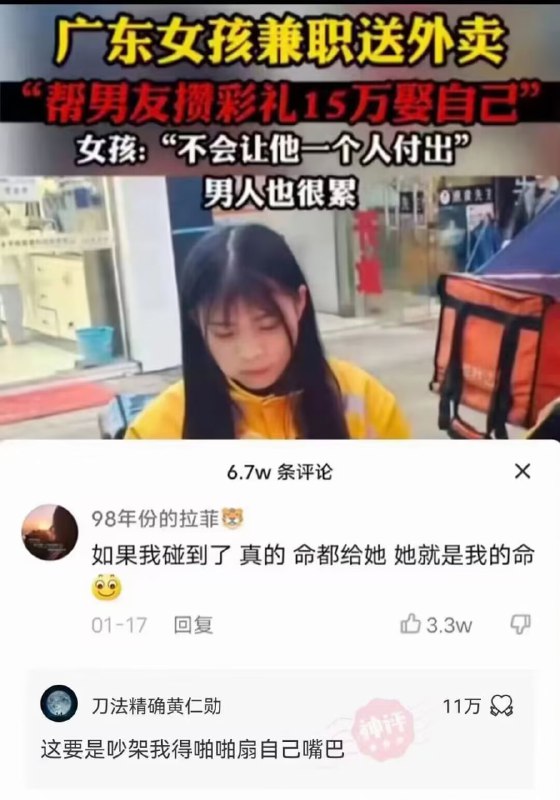 广东女孩兼职送外卖
“帮男友攒彩礼15万娶自己”
女孩：“不会让他一个人付出”
男人也很累
6.7w 条评论
98年份的拉菲
如果我碰到了 真的 命都给她 她就是我的命
01-17 回复 3.3w
刀法精确黄仁勋 11万
神评
这要是吵架我得啪啪扇自己嘴巴